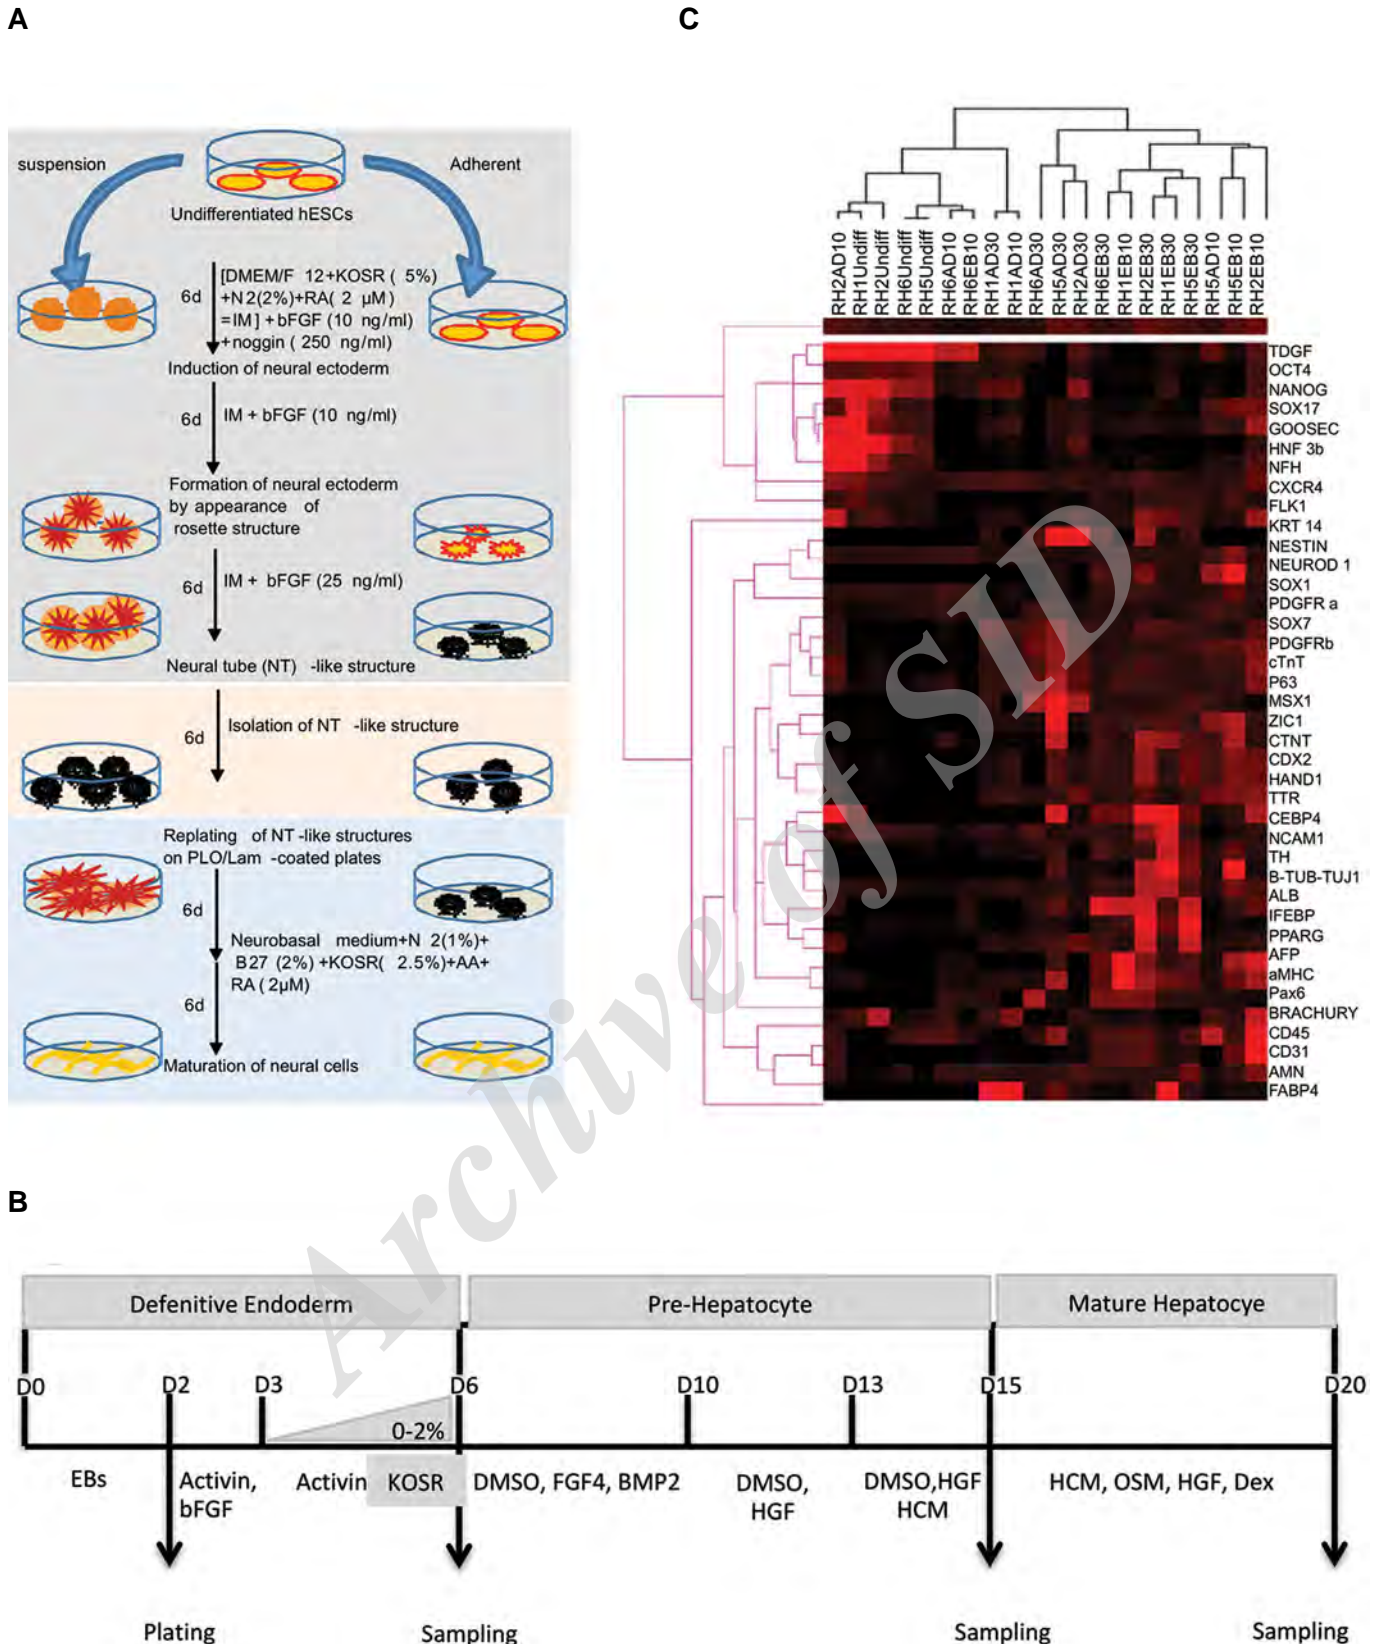 A
suspension
Adherent
Undifferentiated hESCs
6d
[DMEM/F 12+KOSR ( 5%)
+N 2(2%)+RA( 2 µM )
=IM ] + bFGF (10 ng/ml)
+noggin ( 250 ng/ml)
Induction of neural ectoderm
6d
IM + bFGF (10 ng/ml)
Formation of neural ectoderm
by appearance of
rosette structure
6d
IM + bFGF (25 ng/ml)
Neural tube (NT) -like structure
6d
Isolation of NT -like structure
Replating of NT -like structures
on PLO/Lam -coated plates
6d
Neurobasal medium+N 2(1%)+
B27 (2%) +KOSR( 2.5%)+AA+
RA ( 2µM)
6d
Maturation of neural cells
C
RH2AD10
RH1Undiff
RH2Undiff
RH6Undiff
RH5Undiff
RH6AD10
RH6EB10
RH1AD30
RH1AD10
RH6AD30
RH5AD30
RH2AD30
RH6EB30
RH1EB10
RH2EB30
RH1EB30
RH5EB30
RH5AD10
RH5EB10
RH2EB10
TDGF
OCT4
NANOG
SOX17
GOOSEC
HNF 3b
NFH
CXCR4
FLK1
KRT 14
NESTIN
NEUROD 1
SOX1
PDGFR a
SOX7
PDGFRb
cTnT
P63
MSX1
ZIC1
CTNT
CDX2
HAND1
TTR
CEBP4
NCAM1
TH
B-TUB-TUJ1
ALB
IFEBP
PPARG
AFP
aMHC
Pax6
BRACHURY
CD45
CD31
AMN
FABP4
Archive of SID
B
Defenitive Endoderm
Pre-Hepatocyte
Mature Hepatocye
D0
D2
D3
D6
D10
D13
D15
D20
0-2%
EBs
Activin,
bFGF
Activin
KOSR
DMSO, FGF4, BMP2
DMSO,
HGF
DMSO,HGF
HCM
HCM, OSM, HGF, Dex
Plating
Sampling
Sampling
Sampling